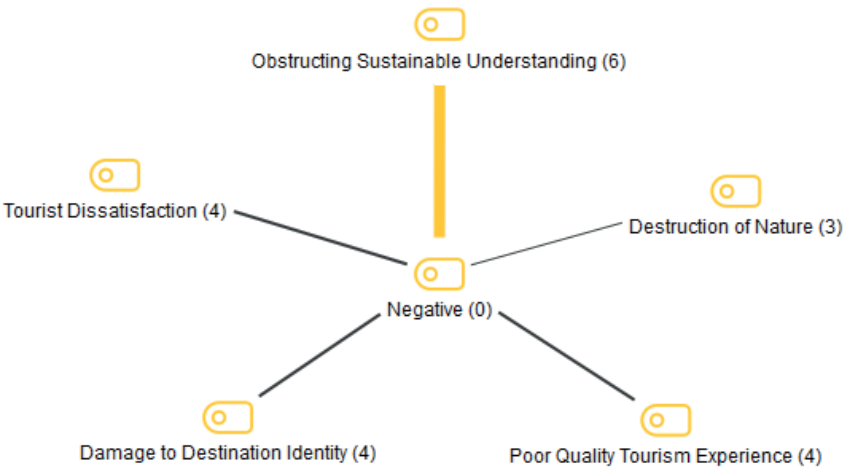 Obstructing Sustainable Understanding (6)
Tourist Dissatisfaction (4)
Destruction of Nature (3)
Negative (0)
Damage to Destination Identity (4)
Poor Quality Tourism Experience (4)